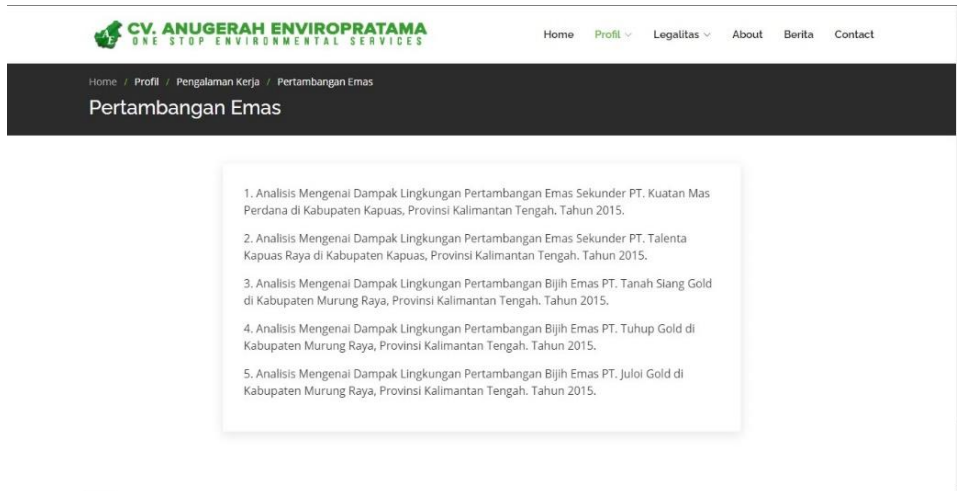 CV. ANUGERAH ENVIROPRATAMA
ONE STOP ENVIRONMENTAL SERVICES
Home Profil Legalitas About Berita Contact
Home / Profil / Pengalaman Kerja / Pertambangan Emas
Pertambangan Emas
1. Analisis Mengenai Dampak Lingkungan Pertambangan Emas Sekunder PT. Kuatan Mas
Perdana di Kabupaten Kapuas, Provinsi Kalimantan Tengah. Tahun 2015.
2. Analisis Mengenai Dampak Lingkungan Pertambangan Emas Sekunder PT. Talenta
Kapuas Raya di Kabupaten Kapuas, Provinsi Kalimantan Tengah. Tahun 2015.
3. Analisis Mengenai Dampak Lingkungan Pertambangan Bijih Emas PT. Tanah Siang Gold
di Kabupaten Murung Raya, Provinsi Kalimantan Tengah. Tahun 2015.
4. Analisis Mengenai Dampak Lingkungan Pertambangan Bijih Emas PT. Tuhup Gold di
Kabupaten Murung Raya, Provinsi Kalimantan Tengah. Tahun 2015.
5. Analisis Mengenai Dampak Lingkungan Pertambangan Bijih Emas PT. Juloi Gold di
Kabupaten Murung Raya, Provinsi Kalimantan Tengah. Tahun 2015.